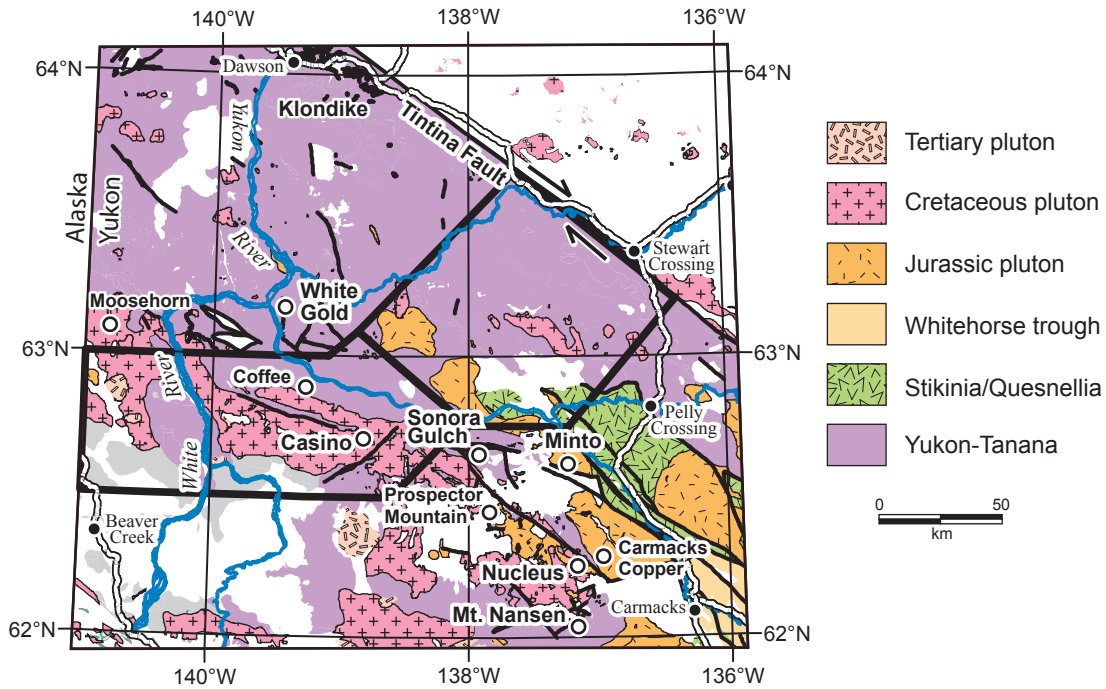 140°W
138°W
136°W
64°N
64°N
Dawson
Klondike
Yukon
River
Tintina Fault
Alaska
Yukon
Stewart
Crossing
Moosehorn
White
Gold
63°N
63°N
River
White
Coffee
Casino
Sonora
Gulch
Minto
Pelly
Crossing
Prospector
Mountain
Beaver
Creek
Nucleus
Carmacks
Copper
Carmacks
Mt. Nansen
62°N
62°N
140°W
138°W
136°W
Tertiary pluton
Cretaceous pluton
Jurassic pluton
Whitehorse trough
Stikinia/Quesnellia
Yukon-Tanana
0
50
km